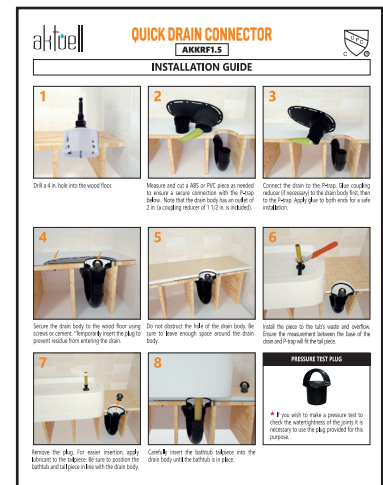 aktuell
QUICK DRAIN CONNECTOR
AKKRF1.5
UPC
C ®
INSTALLATION GUIDE
1
2
3
Drill a 4 in. hole into the wood floor.
Measure and cut a ABS or PVC piece as needed
to ensure a secure connection with the P-trap
below. Note that the drain body has an outlet of
2 in. (a coupling reducer of 1 1/2 in. is included).
Connect the drain to the P-trap. Glue coupling
reducer (if necessary) to the drain body first, then
to the P-trap. Apply glue to both ends for a safe
installation.
4
5
6
Secure the drain body to the wood floor using
screws or cement. *Temporarily insert the plug to
prevent residue from entering the drain.
Do not obstruct the hole of the drain body. Be
sure to leave enough space around the drain
body.
Install the piece to the tub's waste and overflow.
Ensure the measurement between the base of the
drain and P-trap will fit the tail piece.
7
8
PRESSURE TEST PLUG
* If you wish to make a pressure test to
check the watertightness of the joints it is
necessary to use the plug provided for this
purpose.
Remove the plug. For easier insertion, apply
lubricant to the tailpiece. Be sure to position the
bathtub and tail piece in line with the drain body.
Carefully insert the bathtub tailpiece into the
drain body until the bathtub is in place.